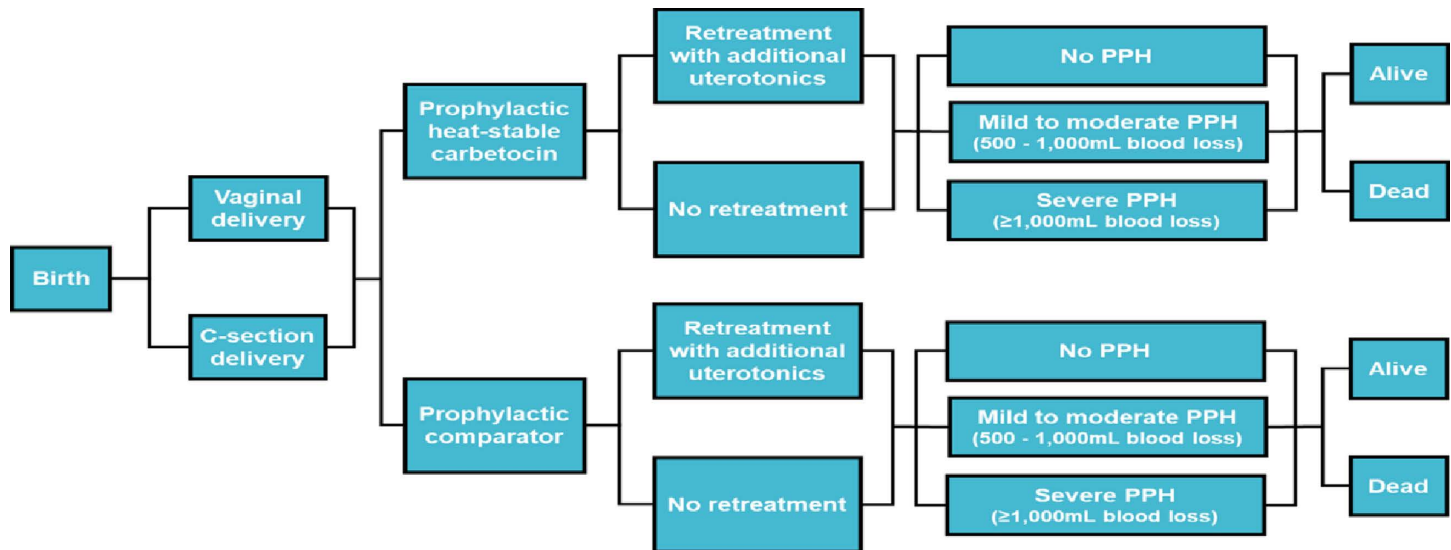 Birth
Vaginal
delivery
C-section
delivery
Prophylactic
heat-stable
carbetocin
Retreatment
with additional
uterotonics
No retreatment
No PPH
Mild to moderate PPH
(500 - 1,000mL blood loss)
Severe PPH
(≥1,000mL blood loss)
Alive
Dead
Prophylactic
comparator
Retreatment
with additional
uterotonics
No retreatment
No PPH
Mild to moderate PPH
(500 - 1,000mL blood loss)
Severe PPH
(≥1,000mL blood loss)
Alive
Dead